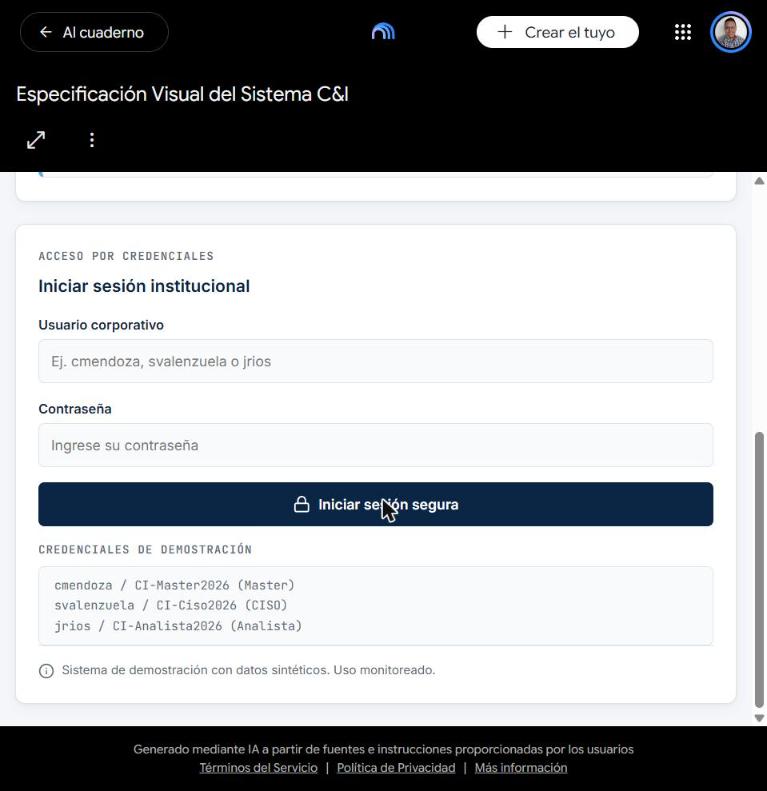 Al cuaderno
Crear el tuyo
Especificación Visual del Sistema C&I
ACCESO POR CREDENCIALES
Iniciar sesión institucional
Usuario corporativo
Ej. cmendoza, svalenzuela o jrios
Contraseña
Ingrese su contraseña
Iniciar sesión segura
CREDENCIALES DE DEMOSTRACIÓN
cmendoza / CI-Master2026 (Master)
svalenzuela / CI-Ciso2026 (CISO)
jrios / CI-Analista2026 (Analista)
Sistema de demostración con datos sintéticos. Uso monitoreado.
Generado mediante IA a partir de fuentes e instrucciones proporcionadas por los usuarios
Términos del Servicio | Política de Privacidad | Más información